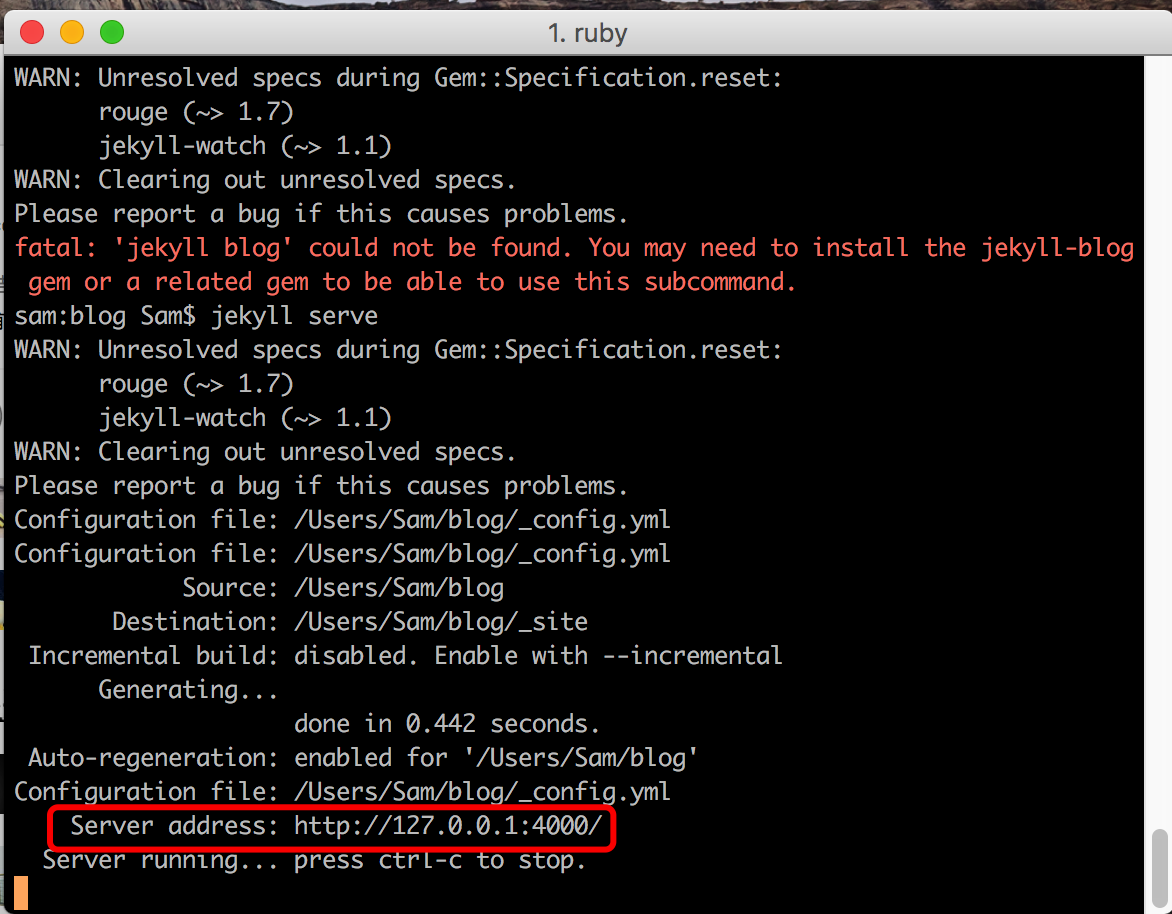 1. ruby
WARN: Unresolved specs during Gem::Specification.reset:
rouge (~> 1.7)
jekyll-watch (~> 1.1)
WARN: Clearing out unresolved specs.
Please report a bug if this causes problems.
fatal: 'jekyll blog' could not be found. You may need to install the jekyll-blog
gem or a related gem to be able to use this subcommand.
sam:blog Sam$ jekyll serve
WARN: Unresolved specs during Gem::Specification.reset:
rouge (~> 1.7)
jekyll-watch (~> 1.1)
WARN: Clearing out unresolved specs.
Please report a bug if this causes problems.
Configuration file: /Users/Sam/blog/_config.yml
Configuration file: /Users/Sam/blog/_config.yml
Source: /Users/Sam/blog
Destination: /Users/Sam/blog/_site
Incremental build: disabled. Enable with --incremental
Generating...
done in 0.442 seconds.
Auto-regeneration: enabled for '/Users/Sam/blog'
Configuration file: /Users/Sam/blog/_config.yml
Server address: http://127.0.0.1:4000/
Server running... press ctrl-c to stop.